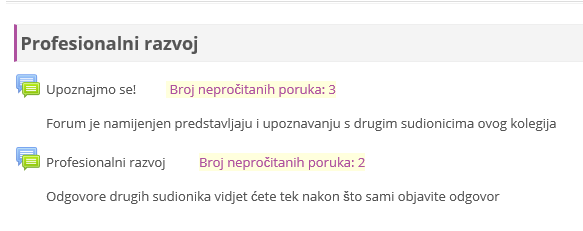 Profesionalni razvoj
Upoznajmo se! Broj nepročitanih poruka: 3
Forum je namijenjen predstavljaju i upoznavanju s drugim sudionicima ovog kolegija
Profesionalni razvoj Broj nepročitanih poruka: 2
Odgovore drugih sudionika vidjet ćete tek nakon što sami objavite odgovor